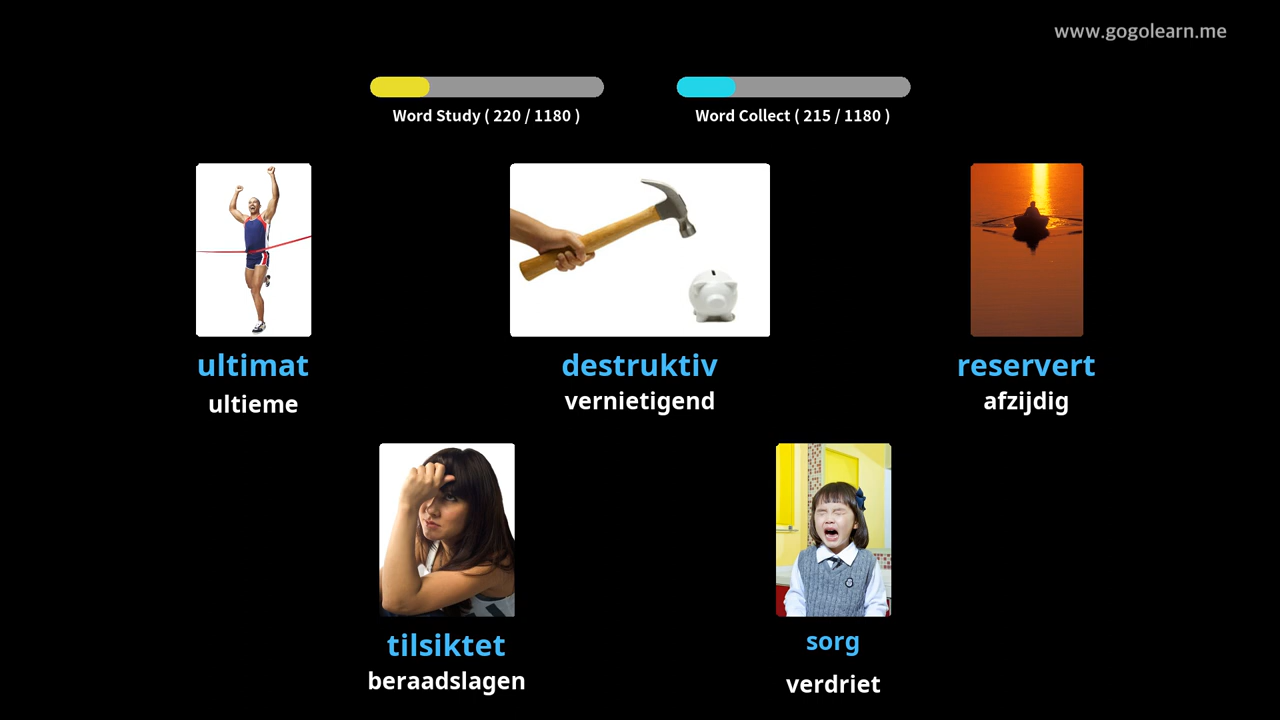 www.gogolearn.me
Word Study ( 220 / 1180 )
Word Collect ( 215 / 1180 )
ultimat
ultieme
destruktiv
vernietigend
reservert
afzijdig
tilsiktet
beraadslagen
sorg
verdriet